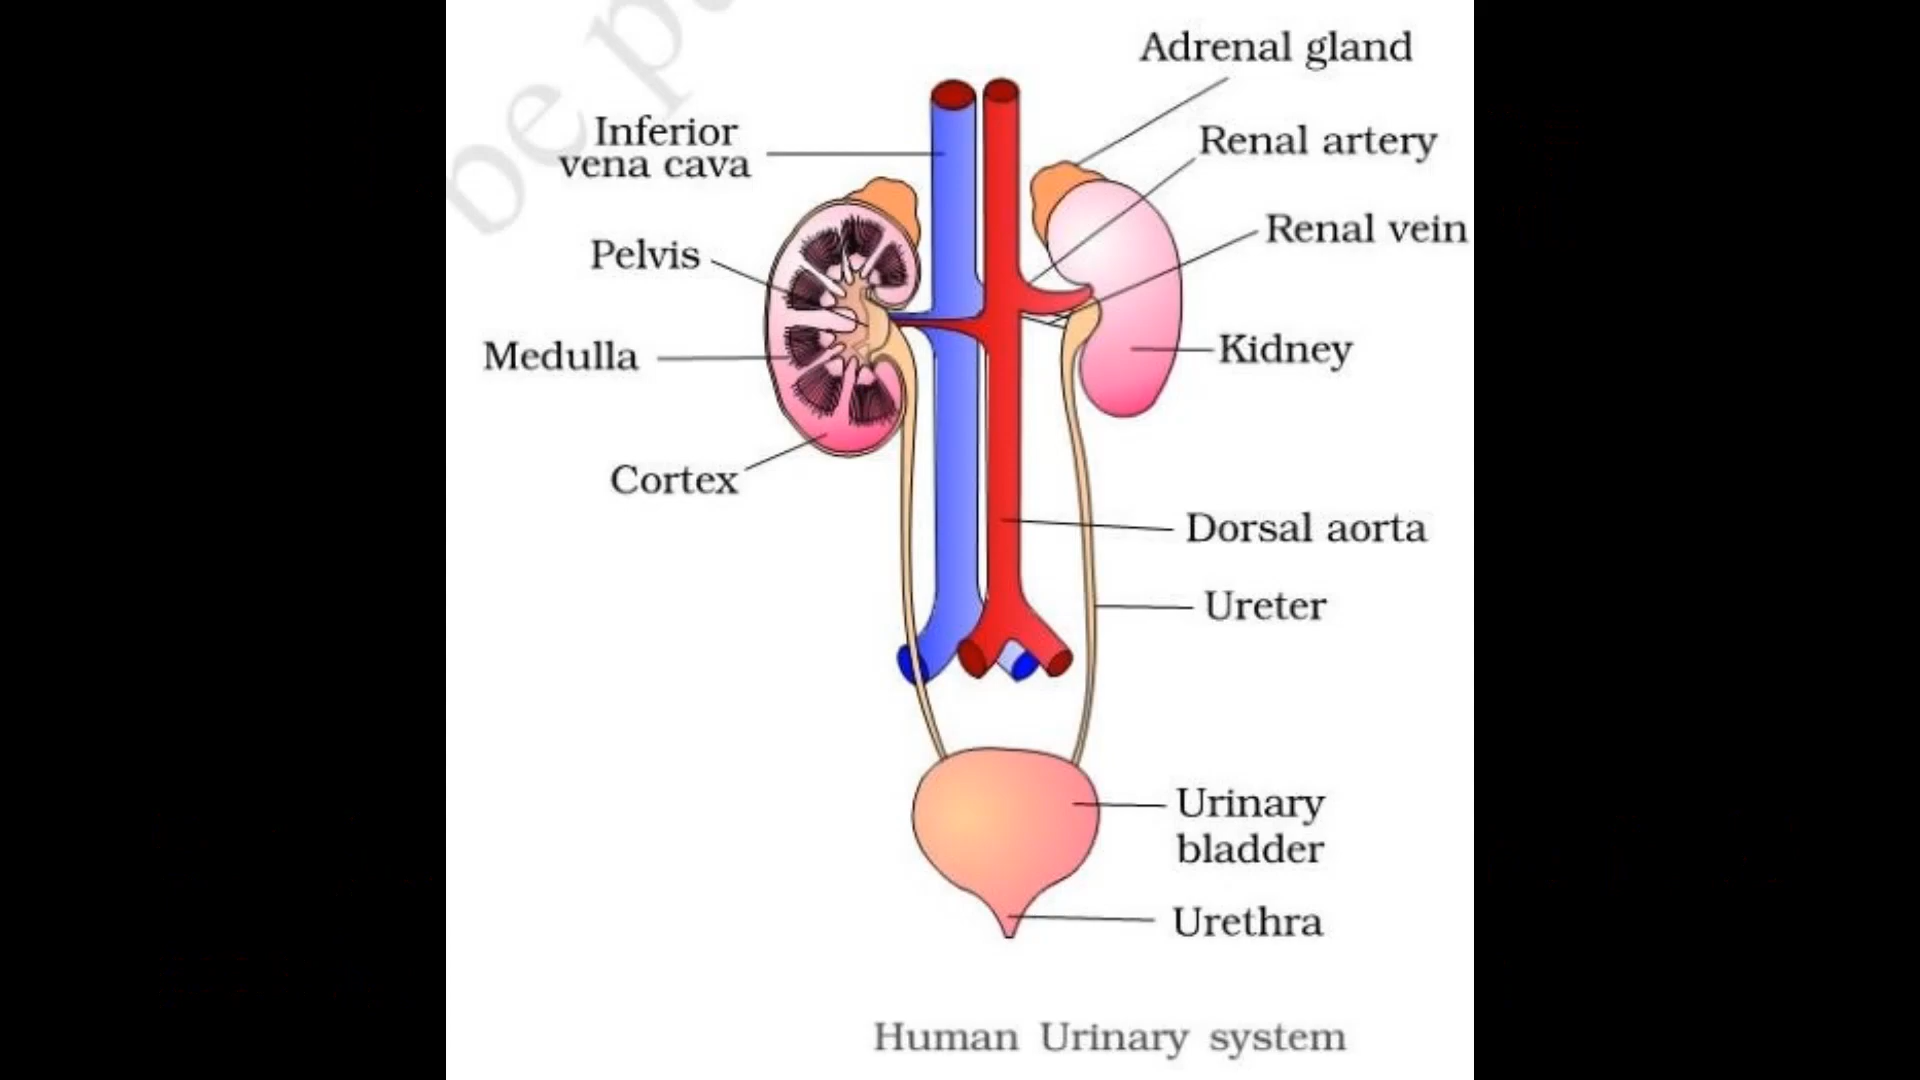 be p
Adrenal gland
Inferior
vena cava
Renal artery
Renal vein
Pelvis
Medulla
Kidney
Cortex
Dorsal aorta
Ureter
Urinary
bladder
Urethra
Human Urinary system